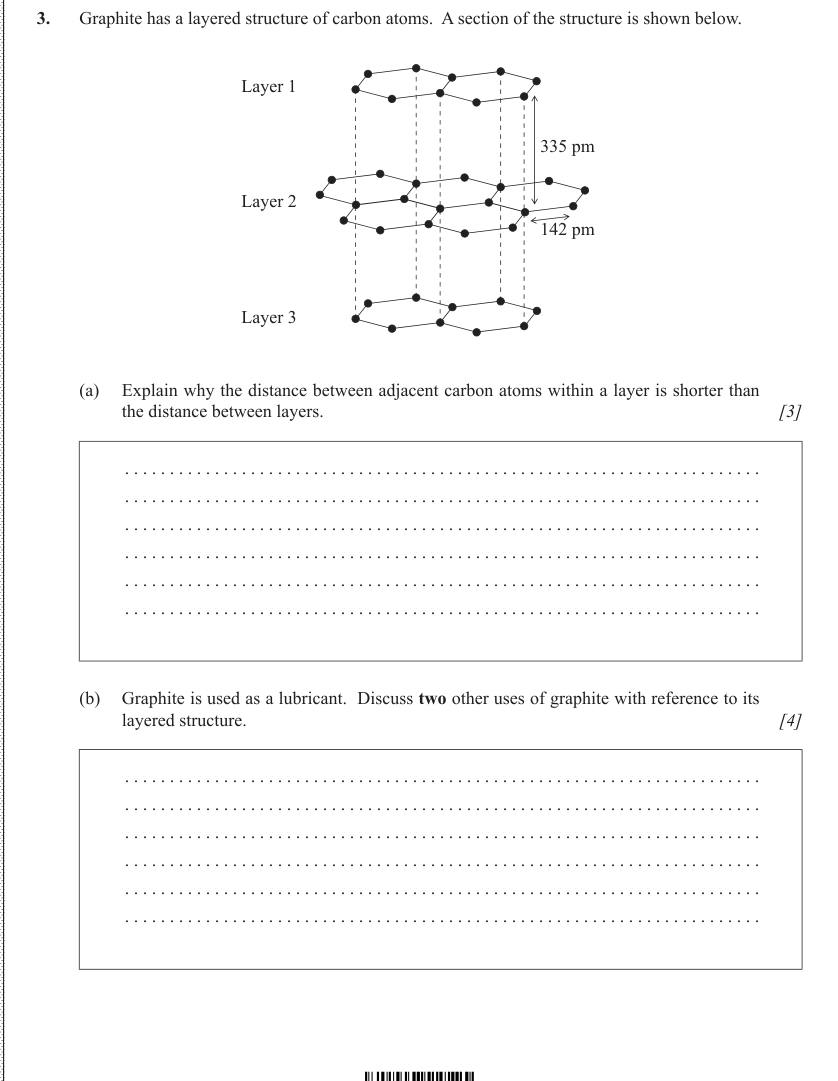 3. Graphite has a layered structure of carbon atoms. A section of the structure is shown below.
Layer 1
335 pm
Layer 2
142 pm
Layer 3
(a) Explain why the distance between adjacent carbon atoms within a layer is shorter than
the distance between layers. [3]
(b) Graphite is used as a lubricant. Discuss two other uses of graphite with reference to its
layered structure. [4]